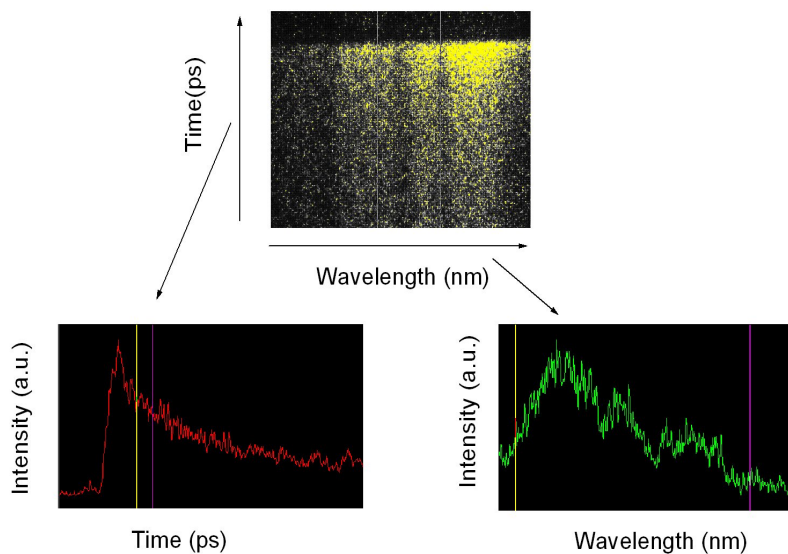 Time(ps)
Wavelength (nm)
Intensity (a.u.)
Time (ps)
Intensity (a.u.)
Wavelength (nm)